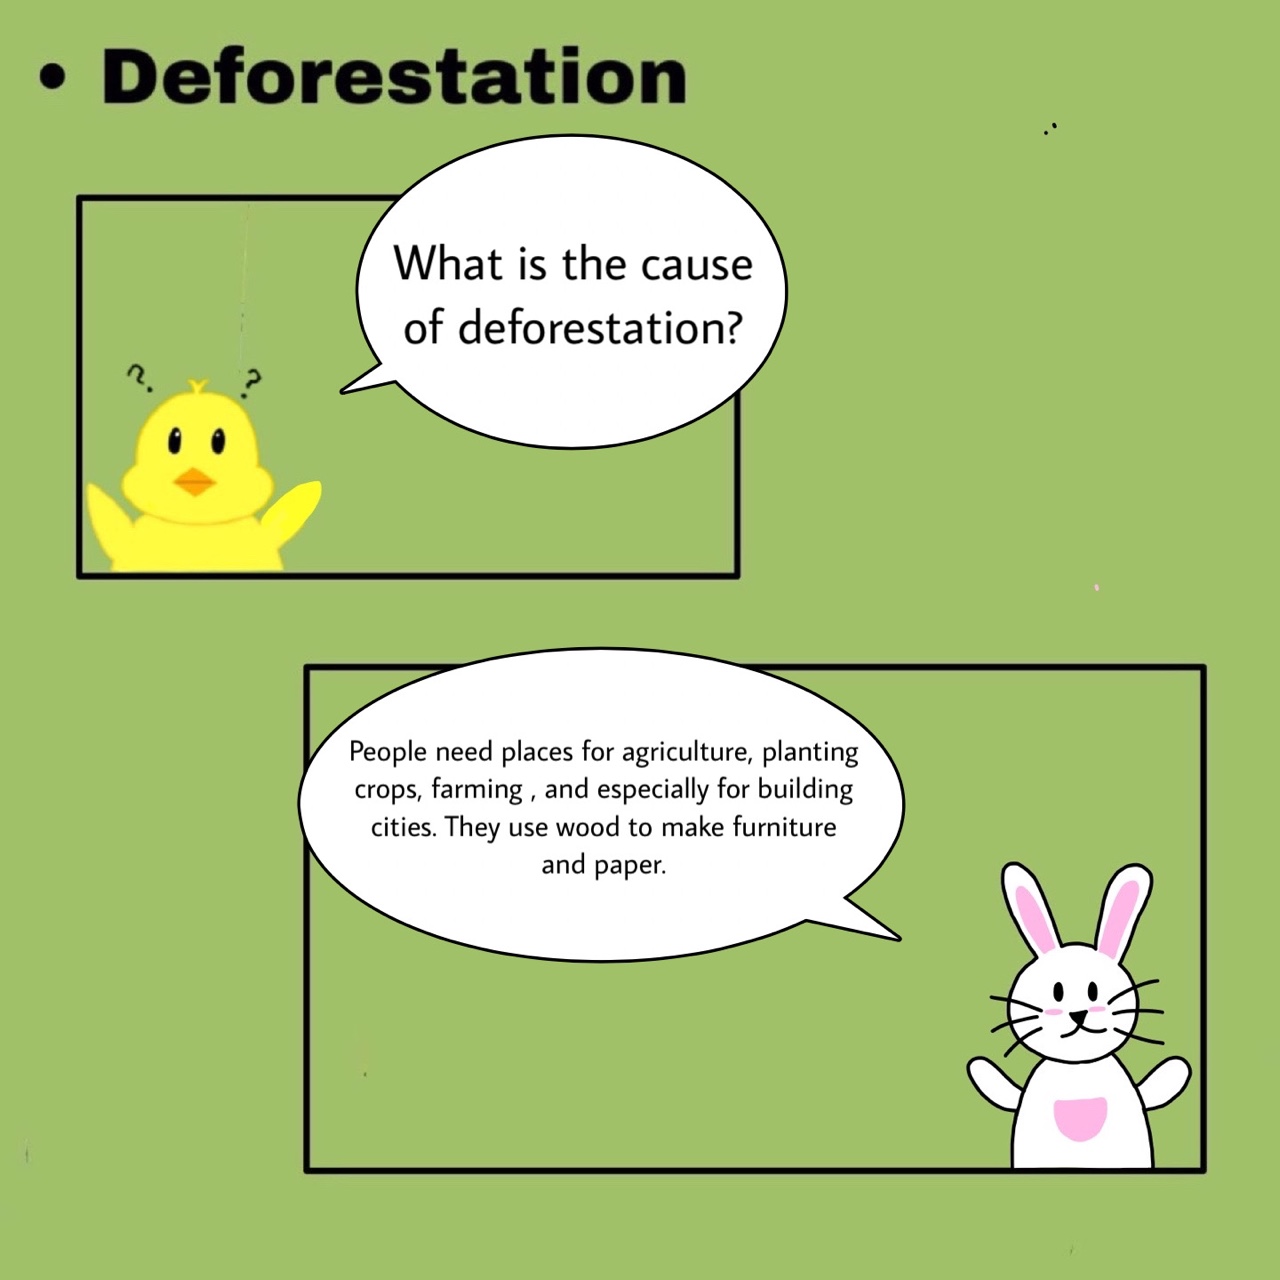 • Deforestation
What is the cause
of deforestation?
? ?
People need places for agriculture, planting
crops, farming , and especially for building
cities. They use wood to make furniture
and paper.